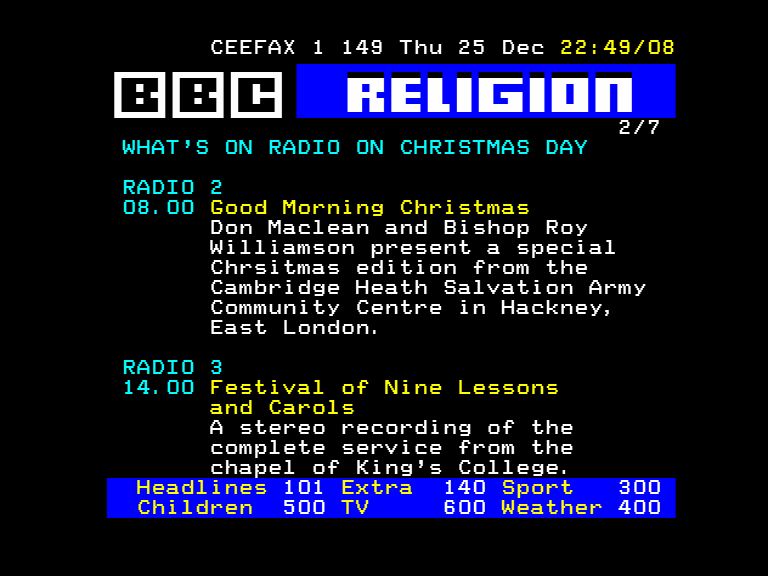 CEEFAX 1 149 Thu 25 Dec 22:49/08
BBC RELIGION
2/7
WHAT'S ON RADIO ON CHRISTMAS DAY
RADIO 2
08.00 Good Morning Christmas
Don Maclean and Bishop Roy
Williamson present a special
Chrsitmas edition from the
Cambridge Heath Salvation Army
Community Centre in Hackney,
East London.
RADIO 3
14.00 Festival of Nine Lessons
and Carols
A stereo recording of the
complete service from the
chapel of King's College.
Headlines 101 Extra 140 Sport 300
Children 500 TV 600 Weather 400